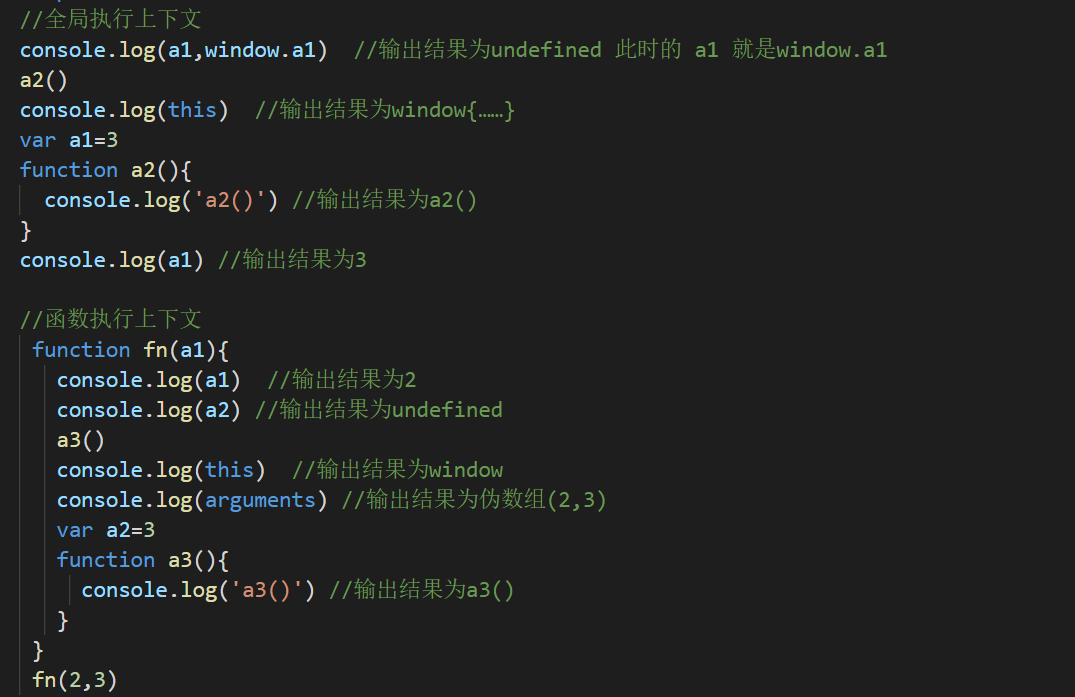 //全局执行上下文
console.log(a1,window.a1)  //输出结果为undefined 此时的 a1 就是window.a1
a2()
console.log(this)  //输出结果为window{……}
var a1=3
function a2(){
  console.log('a2()') //输出结果为a2()
}
console.log(a1) //输出结果为3

//函数执行上下文
 function fn(a1){
   console.log(a1)  //输出结果为2
   console.log(a2) //输出结果为undefined
   a3()
   console.log(this)  //输出结果为window
   console.log(arguments) //输出结果为伪数组(2,3)
   var a2=3
   function a3(){
     console.log('a3()') //输出结果为a3()
   }
 }
 fn(2,3)